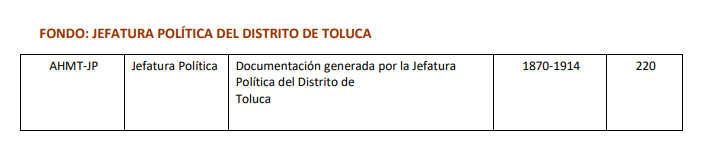 FONDO: JEFATURA POLÍTICA DEL DISTRITO DE TOLUCA
AHMT-JP Jefatura Política Documentación generada por la Jefatura 1870-1914 220
Política del Distrito de
Toluca